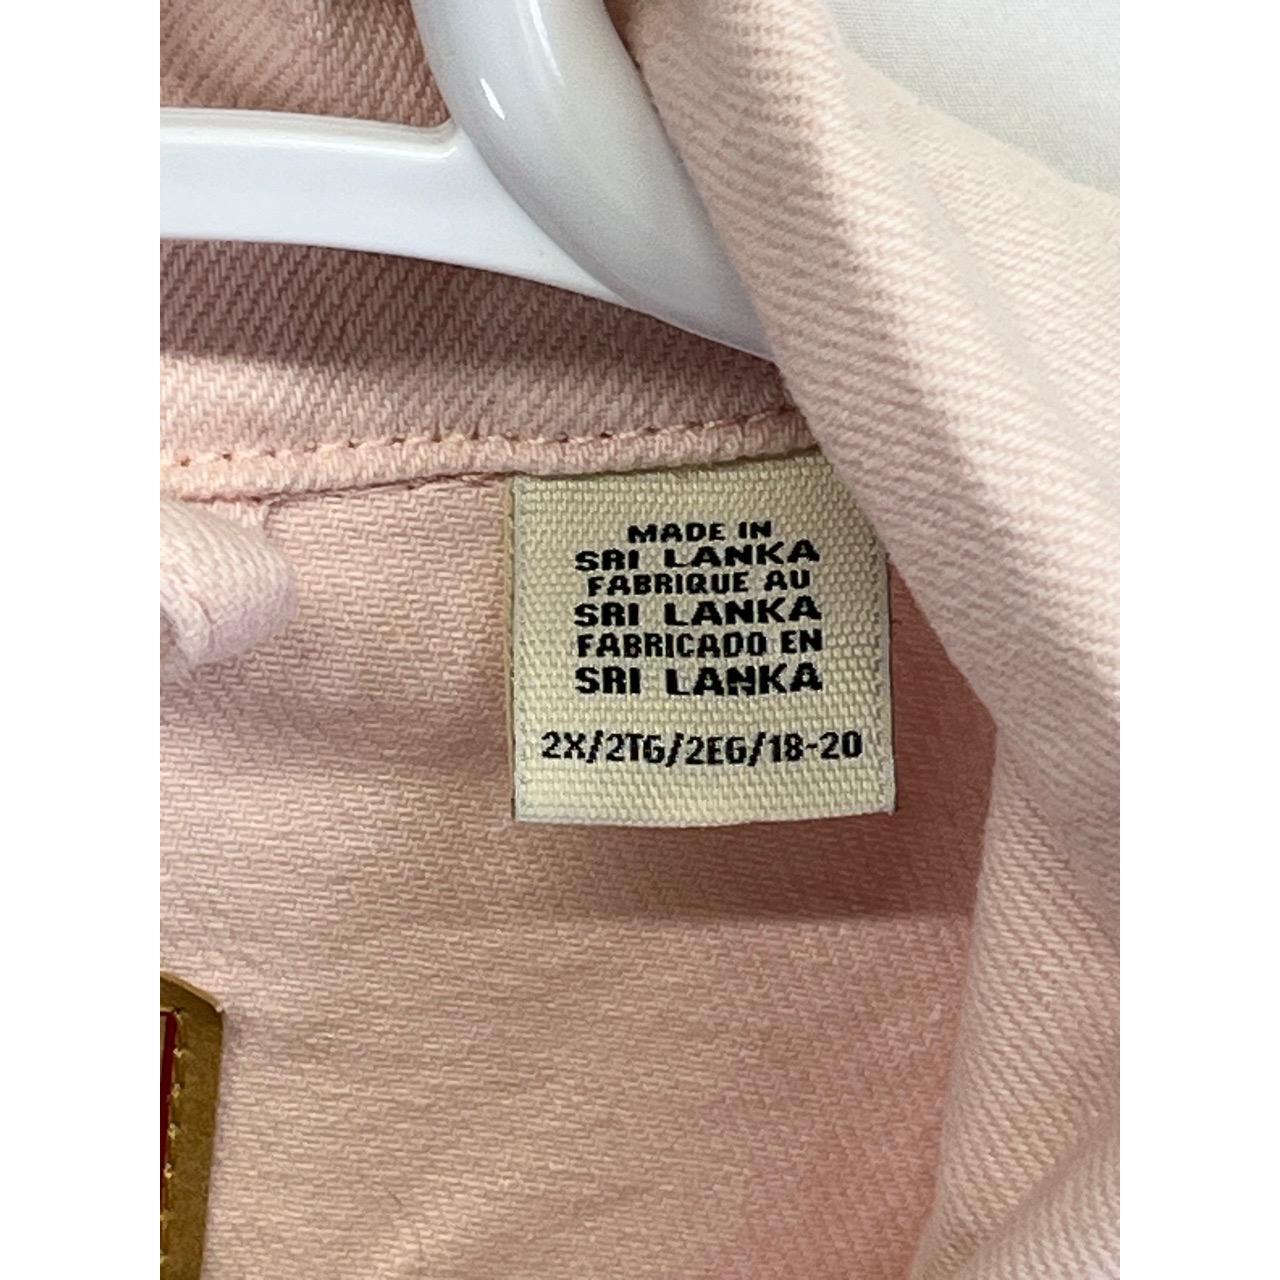 MADE IN
SRI LANKA
FABRIQUE AU
SRI LANKA
FABRICADO EN
SRI LANKA
2X/2TG/2EG/18-20